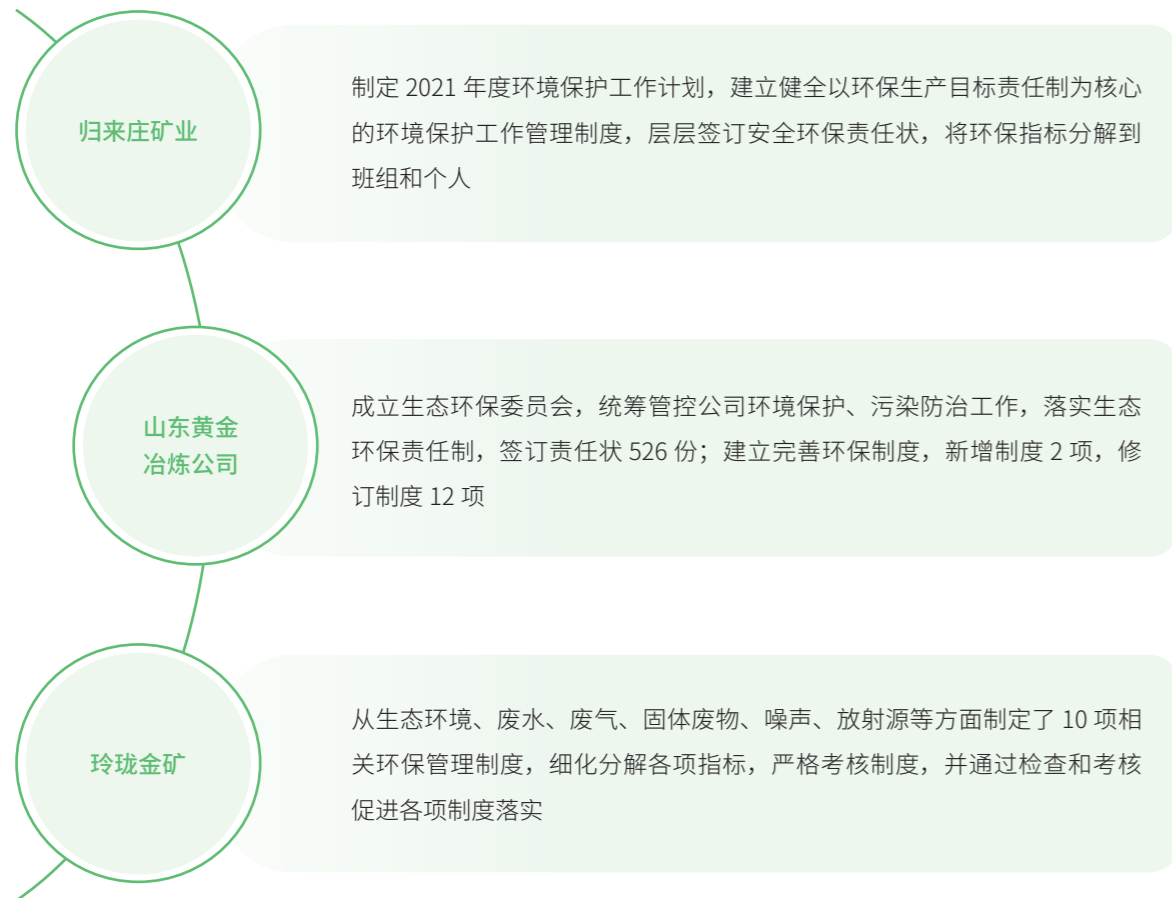 归来庄矿业
制定 2021 年度环境保护工作计划，建立健全以环保生产目标责任制为核心
的环境保护工作管理制度，层层签订安全环保责任状，将环保指标分解到
班组和个人
山东黄金
冶炼公司
成立生态环保委员会，统筹管控公司环境保护、污染防治工作，落实生态
环保责任制，签订责任状 526 份；建立完善环保制度，新增制度 2 项，修
订制度 12 项
玲珑金矿
从生态环境、废水、废气、固体废物、噪声、放射源等方面制定了 10 项相
关环保管理制度，细化分解各项指标，严格考核制度，并通过检查和考核
促进各项制度落实